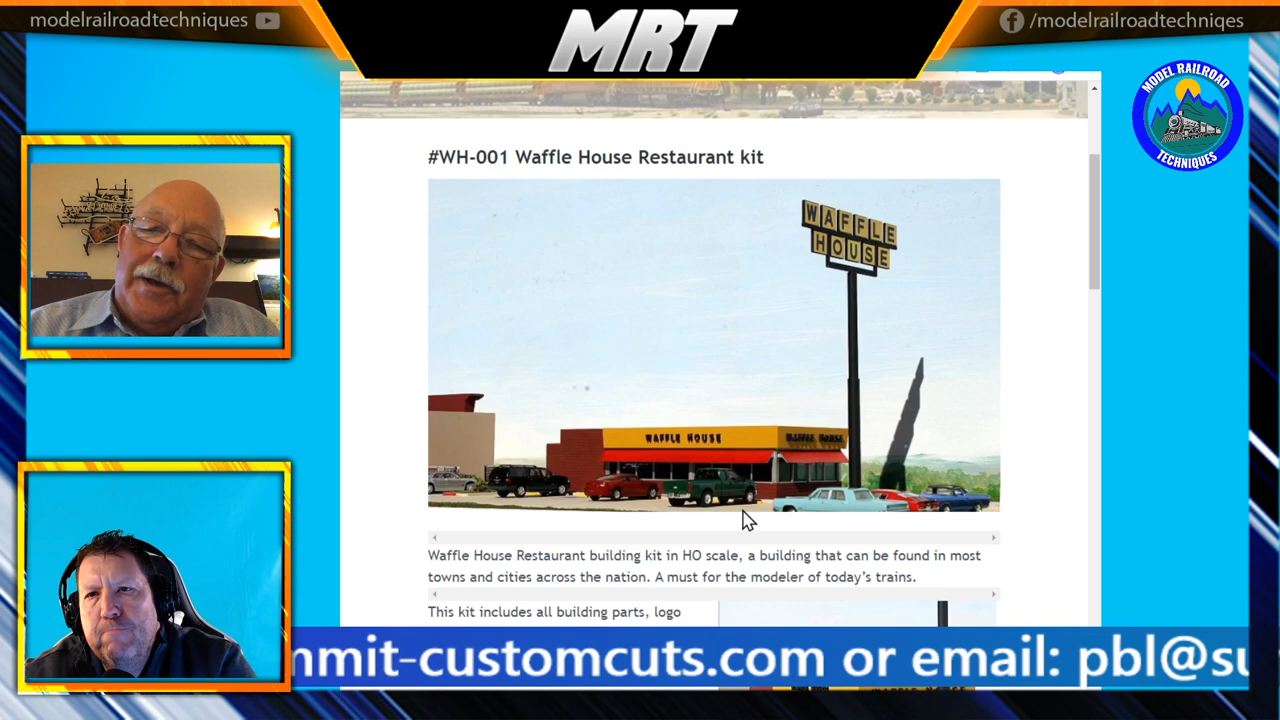 modelrailroadtechniques
MRT
/modelrailroadtechniqes
MODEL RAILROAD
TECHNIQUES
#WH-001 Waffle House Restaurant kit
WAFFLE
HOUSE
WAFFLE HOUSE
WAFFLE HOUSE
Waffle House Restaurant building kit in HO scale, a building that can be found in most
towns and cities across the nation. A must for the modeler of today's trains.
This kit includes all building parts, logo
mmit-customcuts.com or email: pbl@su